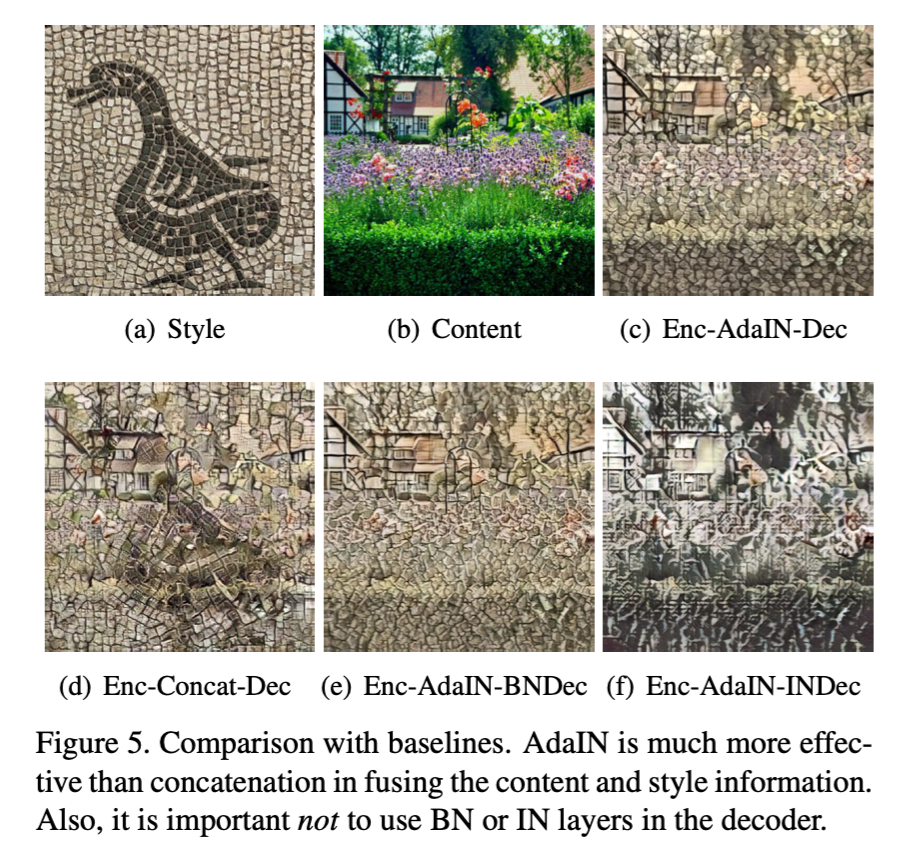 (a) Style
(b) Content
(c) Enc-AdaIN-Dec
(d) Enc-Concat-Dec
(e) Enc-AdaIN-BNDec
(f) Enc-AdaIN-INDec
Figure 5. Comparison with baselines. AdaIN is much more effec-
tive than concatenation in fusing the content and style information.
Also, it is important not to use BN or IN layers in the decoder.